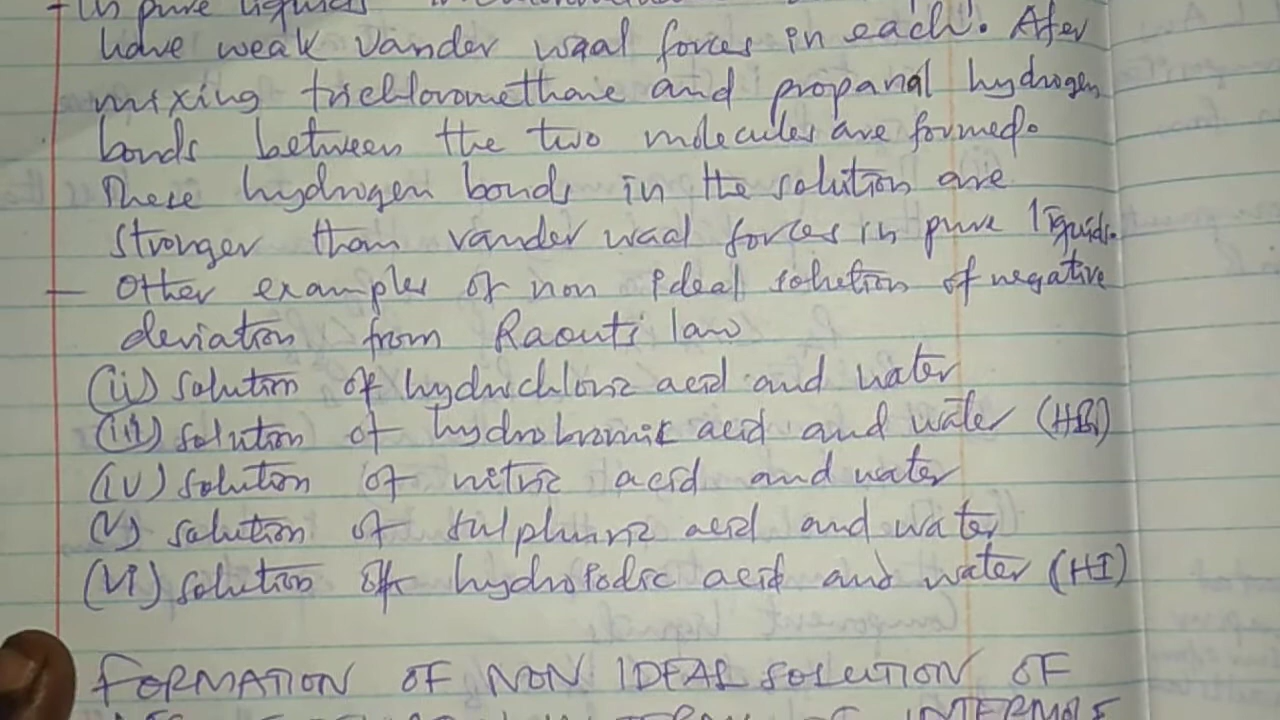 - In pure liquids
have weak vander waal forces in each. After
mixing trichloromethane and propanal hydrogen
bonds between the two molecules are formed.
These hydrogen bonds in the solution are
stronger than vander waal forces in pure liquids.
- Other examples of non ideal solution of negative
deviation from Raoults law
(ii) solution of hydrochloric acid and water
(iii) solution of hydrobromic acid and water (HBr)
(iv) solution of nitric acid and water
(v) solution of sulphuric acid and water
(vi) solution of hydroiodic acid and water (HI)
FORMATION OF NON IDEAL SOLUTION OF